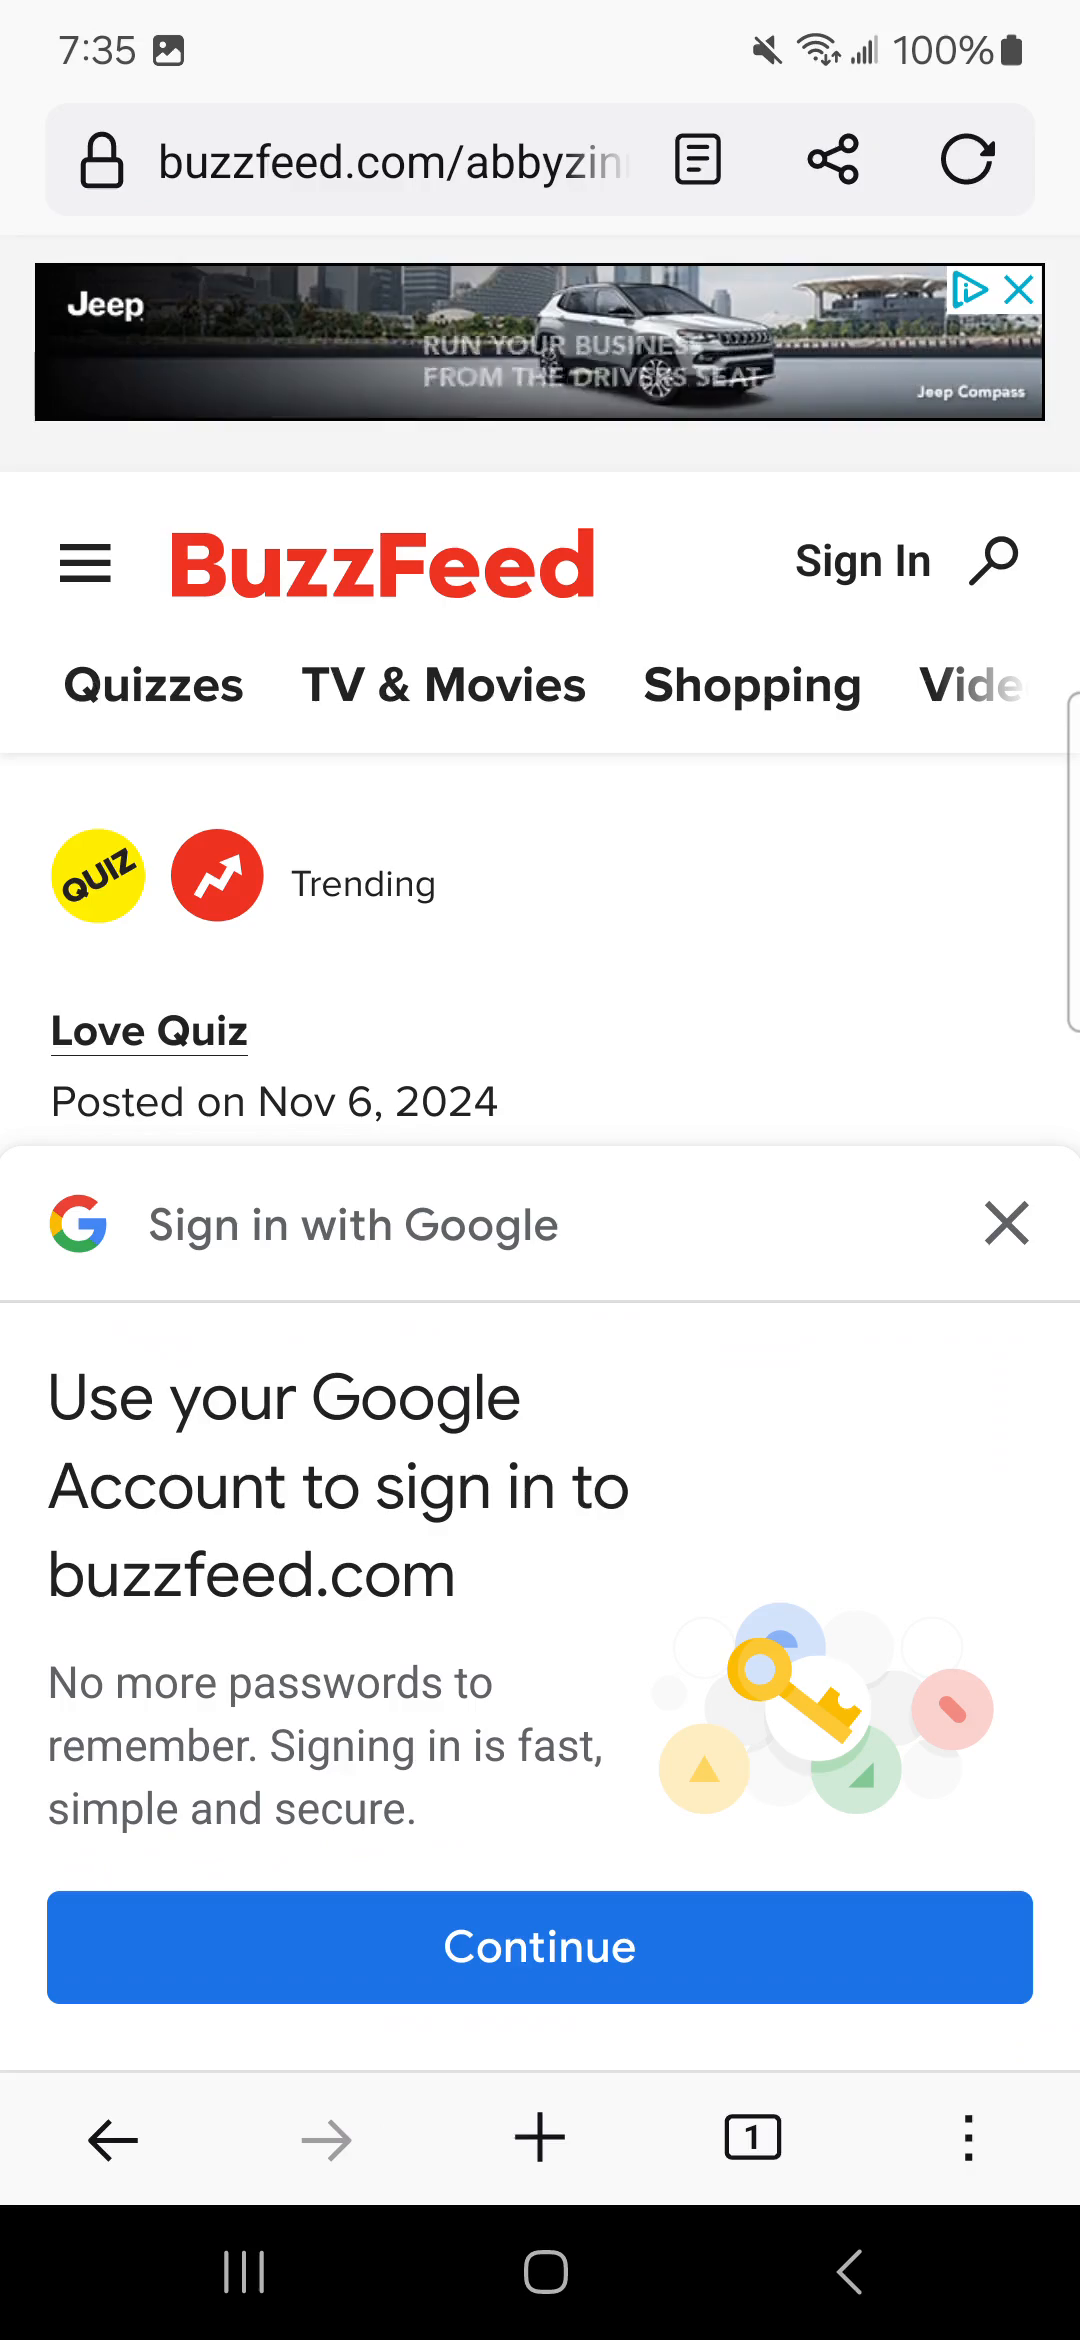 7:35
100%
buzzfeed.com/abbyzin
Jeep
RUN YOUR BUSINESS
FROM THE DRIVERS SEAT
Jeep Compass
BuzzFeed
Sign In
Quizzes TV & Movies Shopping Vide
QUIZ
Trending
Love Quiz
Posted on Nov 6, 2024
Sign in with Google
Use your Google
Account to sign in to
buzzfeed.com
No more passwords to
remember. Signing in is fast,
simple and secure.
Continue
1